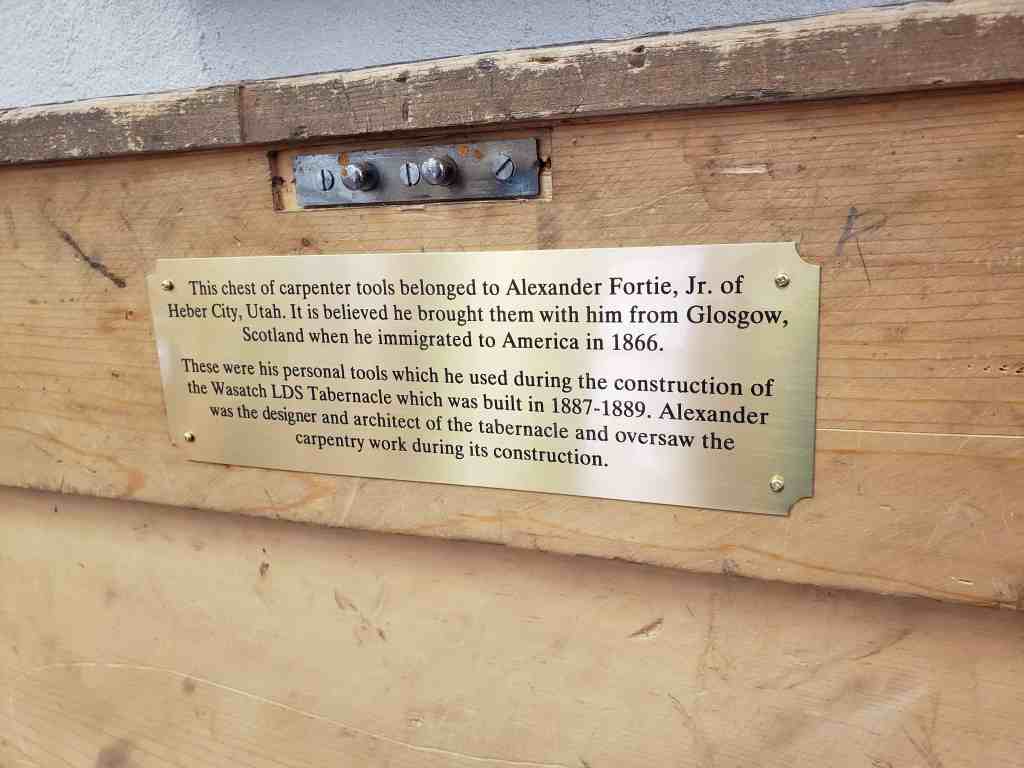 This chest of carpenter tools belonged to Alexander Fortie, Jr. of
Heber City, Utah. It is believed he brought them with him from Glosgow,
Scotland when he immigrated to America in 1866.
These were his personal tools which he used during the construction of
the Wasatch LDS Tabernacle which was built in 1887-1889. Alexander
was the designer and architect of the tabernacle and oversaw the
carpentry work during its construction.